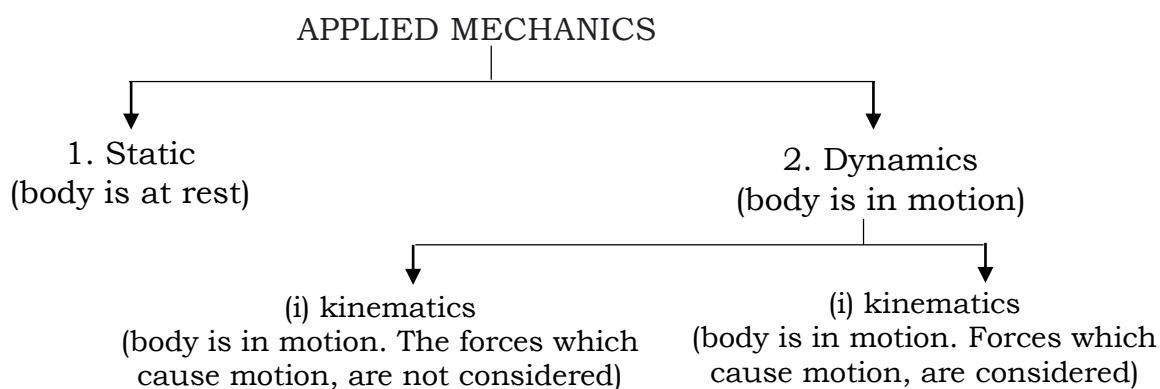 APPLIED MECHANICS
1. Static
(body is at rest)
2. Dynamics
(body is in motion)
(i) kinematics
(body is in motion. The forces which
cause motion, are not considered)
(i) kinematics
(body is in motion. Forces which
cause motion, are considered)